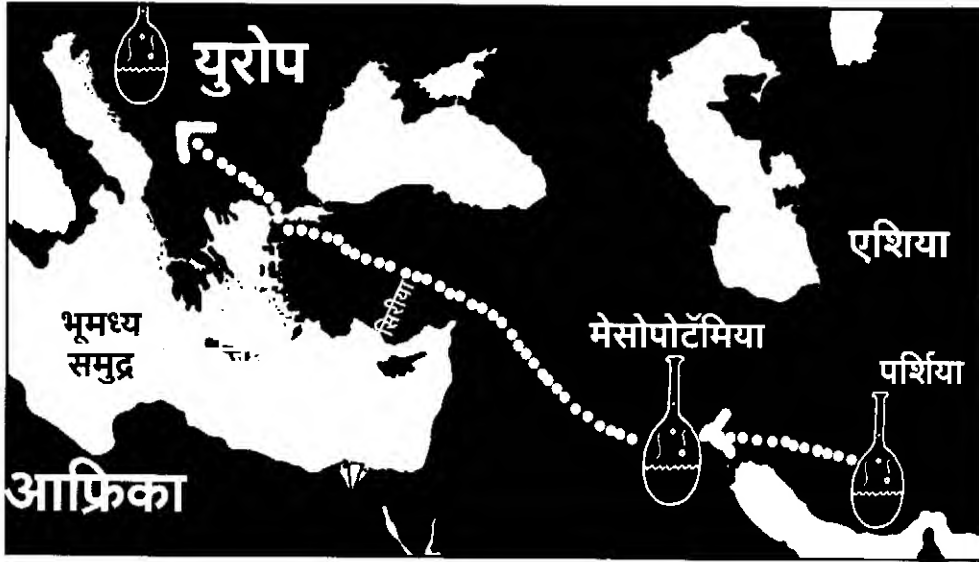 युरोप
एशिया
सिरीया
भूमध्य
समुद्र
मेसोपोटॅमिया
पर्शिया
आफ्रिका